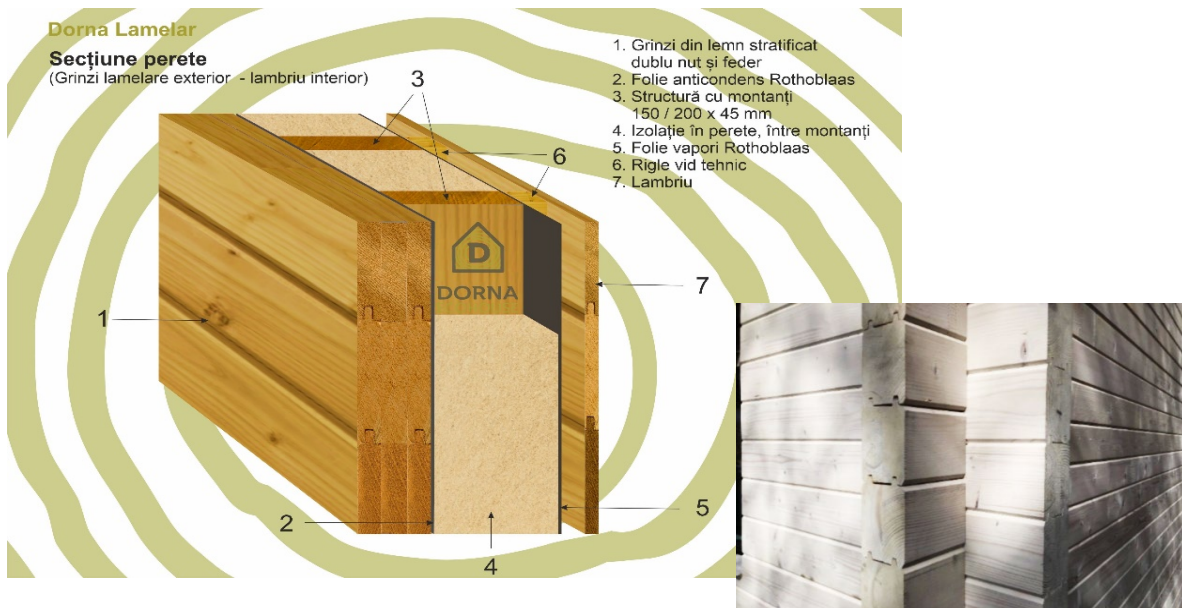 Dorna Lamelar
Secțiune perete
(Grinzi lamelare exterior - lambriu interior)
1. Grinzi din lemn stratificat
dublu nut și feder
2. Folie anticondens Rothoblaas
3. Structură cu montanți
150 / 200 x 45 mm
4. Izolație în perete, între montanți
5. Folie vapori Rothoblaas
6. Rigle vid tehnic
7. Lambriu
3
6
D
DORNA
7
1
2
5
4